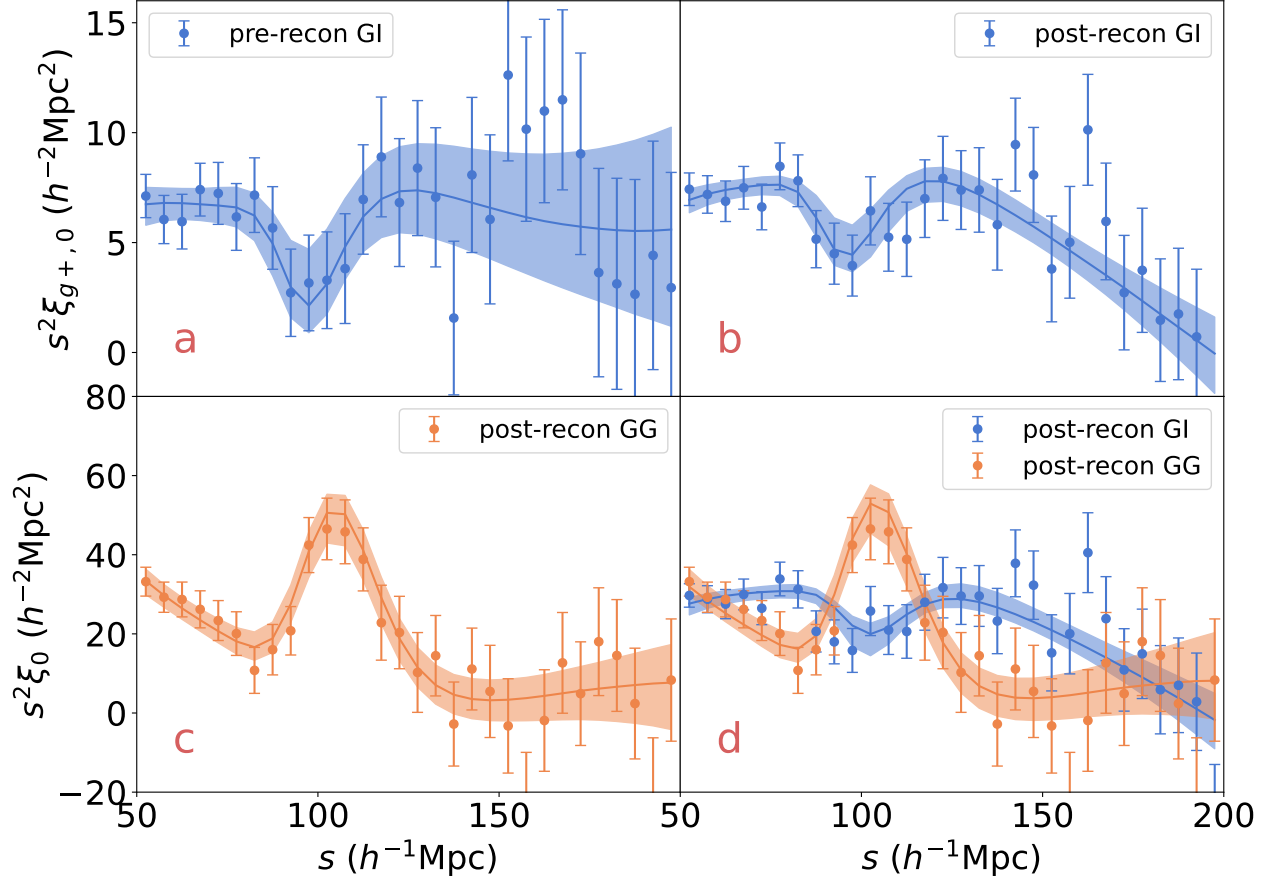 pre-recon GI
post-recon GI
15
10
5
0
s²ξg+,0 (h⁻²Mpc²)
a
b
post-recon GG
post-recon GI
post-recon GG
80
60
40
20
0
−20
s²ξ₀ (h⁻²Mpc²)
c
d
50
100
150
50
100
150
200
s (h⁻¹Mpc)
s (h⁻¹Mpc)